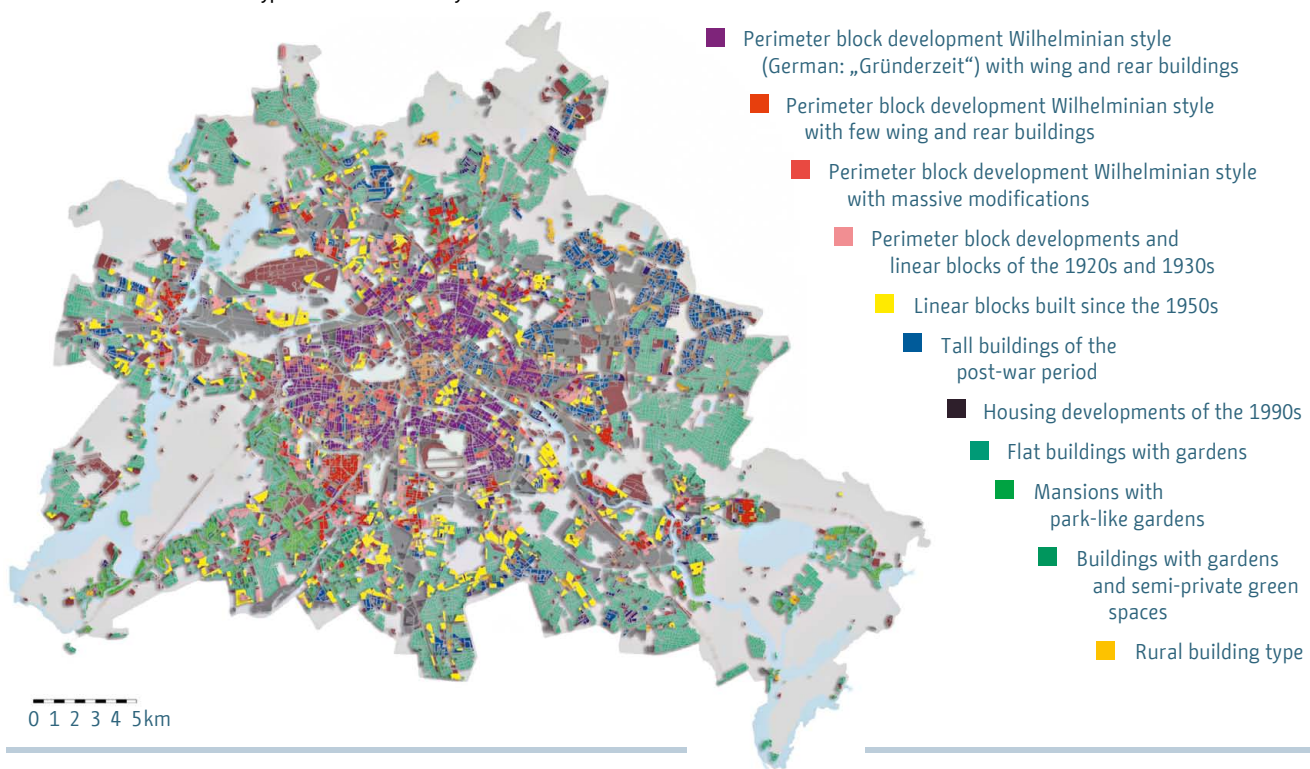 Perimeter block development Wilhelminian style
(German: „Gründerzeit“) with wing and rear buildings
Perimeter block development Wilhelminian style
with few wing and rear buildings
Perimeter block development Wilhelminian style
with massive modifications
Perimeter block developments and
linear blocks of the 1920s and 1930s
Linear blocks built since the 1950s
Tall buildings of the
post-war period
Housing developments of the 1990s
Flat buildings with gardens
Mansions with
park-like gardens
Buildings with gardens
and semi-private green
spaces
Rural building type
0 1 2 3 4 5km